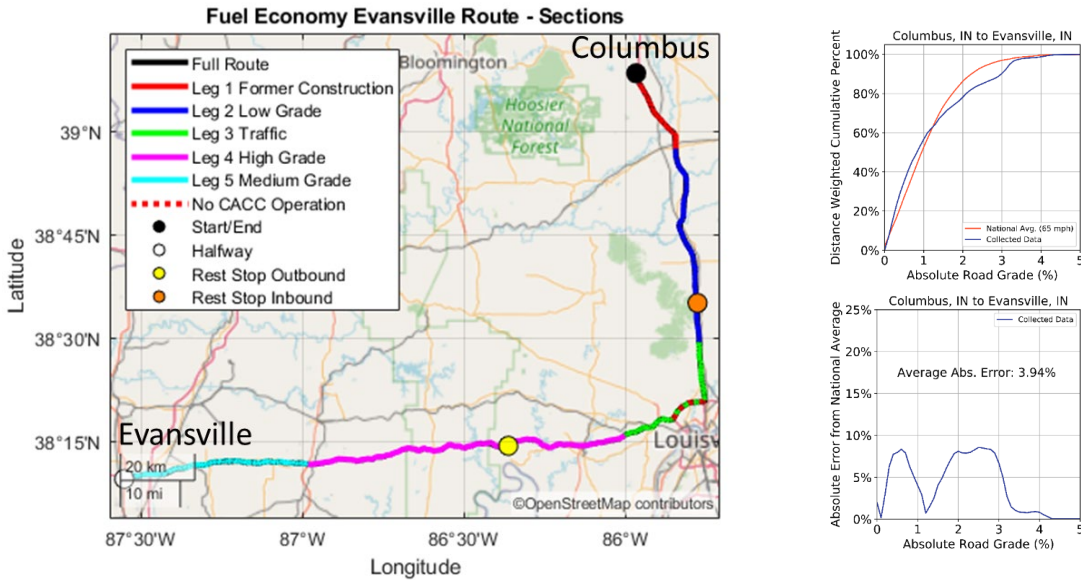 Fuel Economy Evansville Route - Sections
Columbus
Bloomington
Full Route
Leg 1 Former Construction
Leg 2 Low Grade
Leg 3 Traffic
Leg 4 High Grade
Leg 5 Medium Grade
No CACC Operation
Start/End
Halfway
Rest Stop Outbound
Rest Stop Inbound
Hoosier
National
Forest
39°N
38°45'N
38°30'N
38°15'N
Latitude
Evansville
Louisv
20 km
10 mi
©OpenStreetMap contributors
87°30'W
87°W
86°30'W
86°W
Longitude
Columbus, IN to Evansville, IN
Distance Weighted Cumulative Percent
100%
80%
60%
40%
20%
0%
National Avg. (65 mph)
Collected Data
0
1
2
3
4
5
Absolute Road Grade (%)
Columbus, IN to Evansville, IN
Absolute Error from National Average
25%
20%
15%
10%
5%
0%
Collected Data
Average Abs. Error: 3.94%
0
1
2
3
4
5
Absolute Road Grade (%)